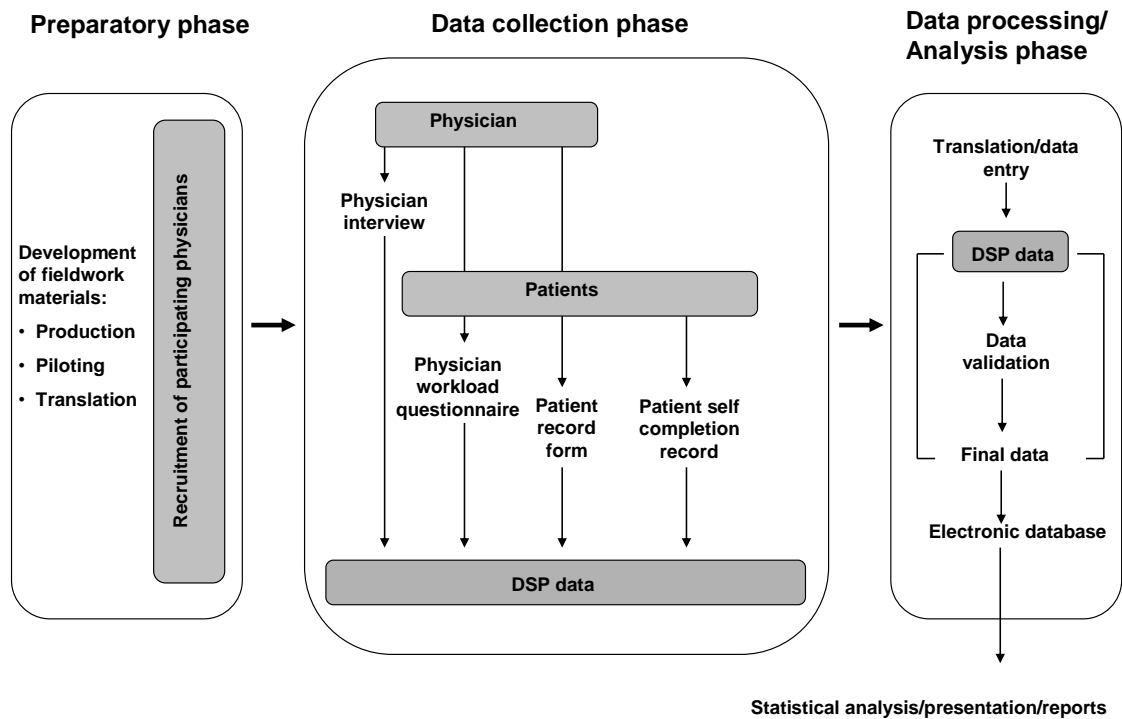 Preparatory phase
Development
of fieldwork
materials:
• Production
• Piloting
• Translation
Recruitment of participating physicians
Data collection phase
Physician
Physician
interview
Patients
Physician
workload
questionnaire
Patient
record
form
Patient self
completion
record
DSP data
Data processing/
Analysis phase
Translation/data
entry
DSP data
Data
validation
Final data
Electronic database
Statistical analysis/presentation/reports